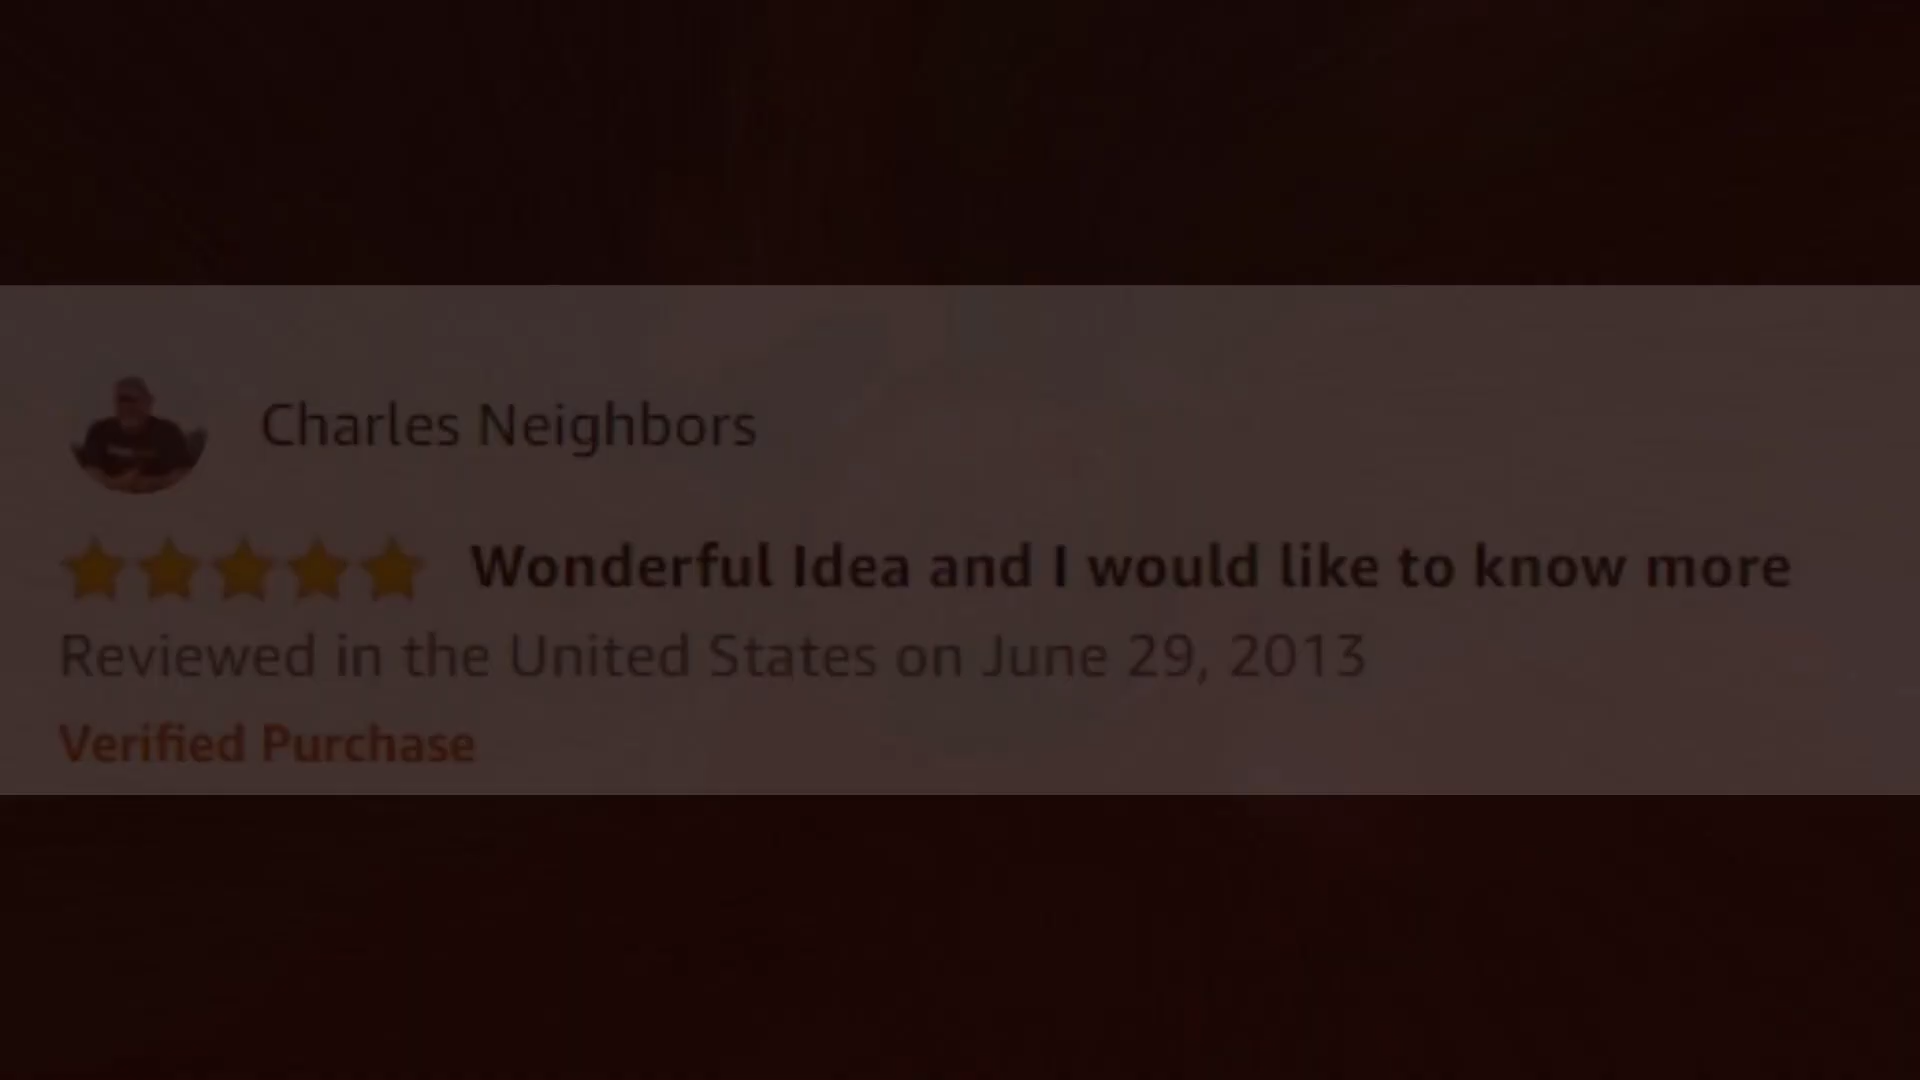 Charles Neighbors
Wonderful Idea and I would like to know more
Reviewed in the United States on June 29, 2013
Verified Purchase